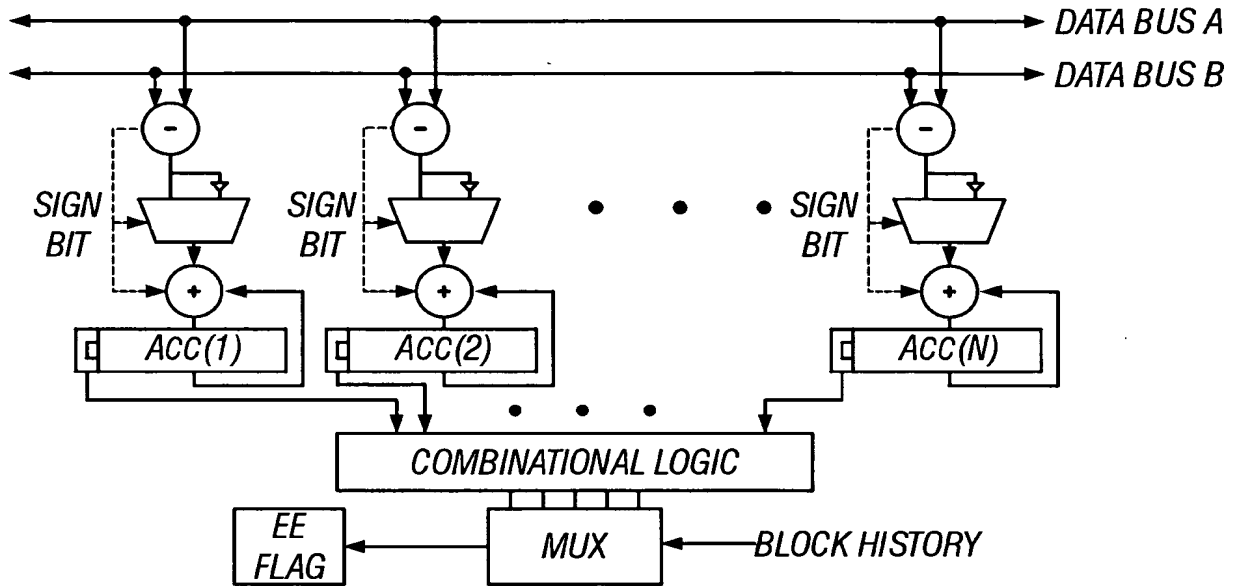 DATA BUS A
DATA BUS B
-
-
-
SIGN
BIT
SIGN
BIT
SIGN
BIT
+
+
+
ACC(1)
ACC(2)
ACC(N)
COMBINATIONAL LOGIC
EE
FLAG
MUX
BLOCK HISTORY